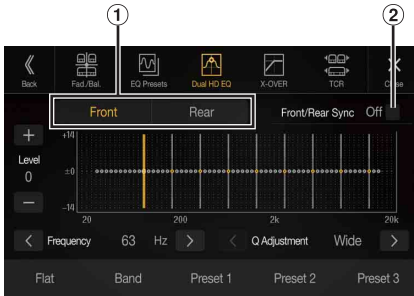 1 2
Back Fad./Bal. EQ Presets Dual HD EQ X-OVER TCR Close
Front Rear Front/Rear Sync Off
+ +14
Level
0 ±0
− −14
20 200 2k 20k
< Frequency 63 Hz > < Q Adjustment Wide >
Flat Band Preset 1 Preset 2 Preset 3